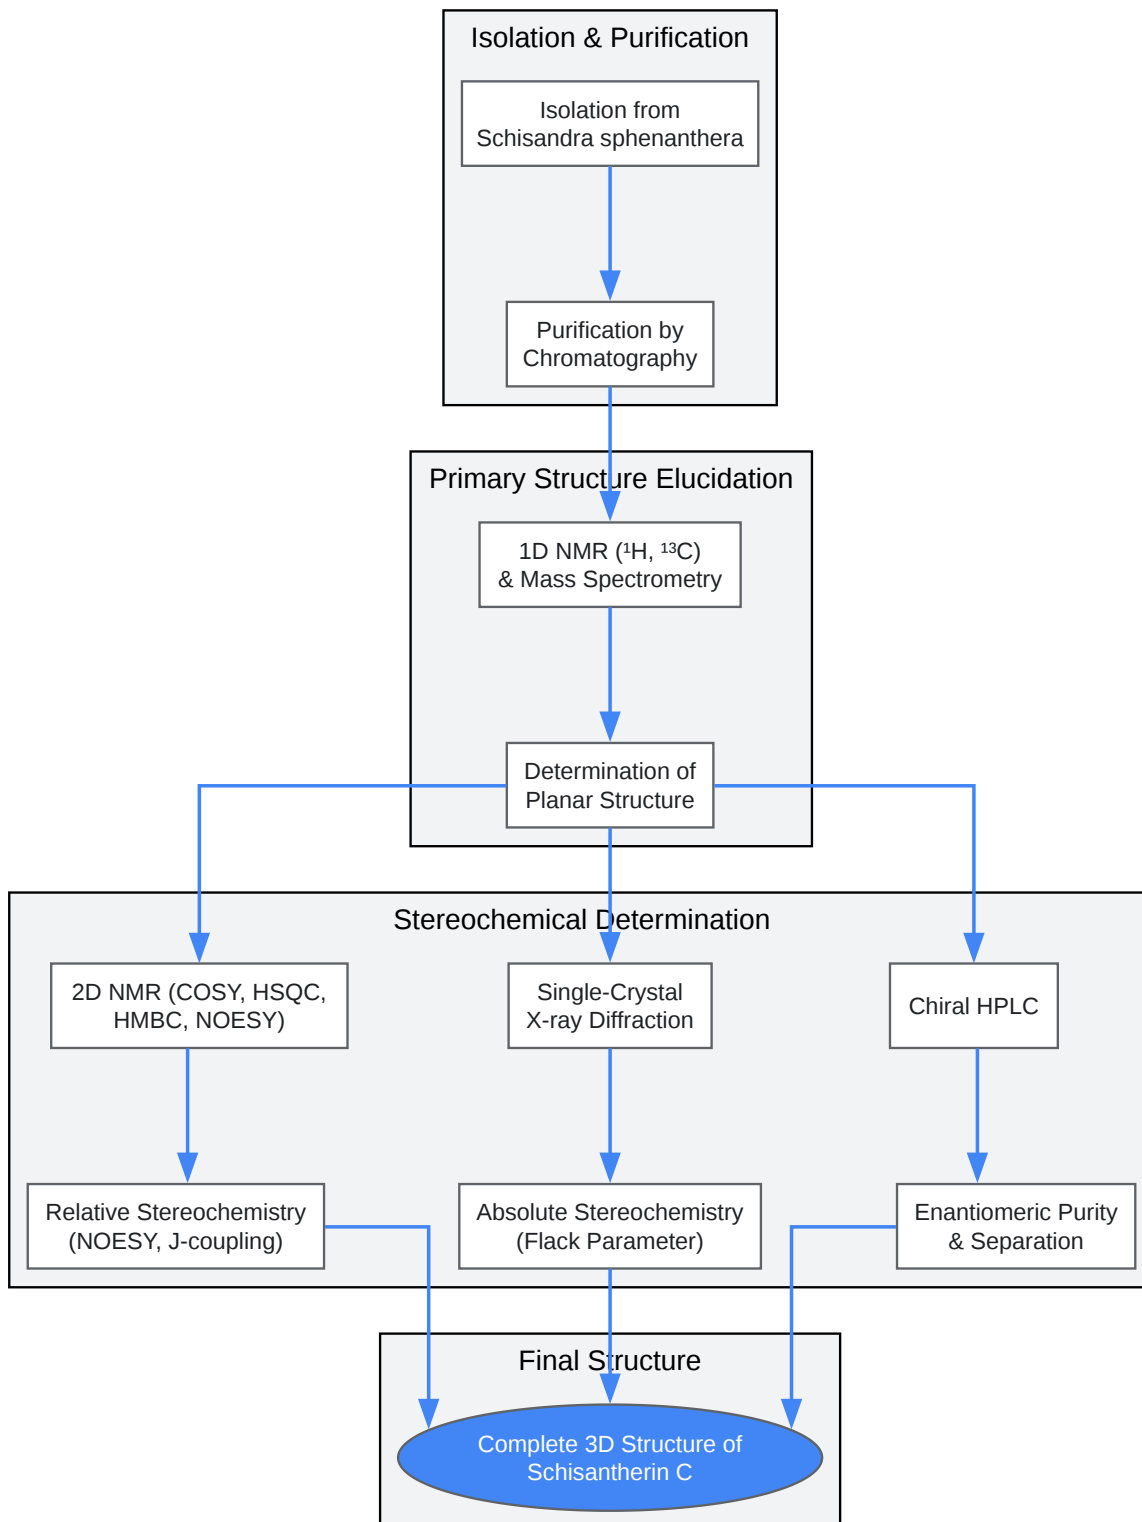 Isolation & Purification
Isolation from
Schisandra sphenanthera
Purification by
Chromatography
Primary Structure Elucidation
1D NMR (¹H, ¹³C)
& Mass Spectrometry
Determination of
Planar Structure
Stereochemical Determination
2D NMR (COSY, HSQC,
HMBC, NOESY)
Single-Crystal
X-ray Diffraction
Chiral HPLC
Relative Stereochemistry
(NOESY, J-coupling)
Absolute Stereochemistry
(Flack Parameter)
Enantiomeric Purity
& Separation
Final Structure
Complete 3D Structure of
Schisantherin C